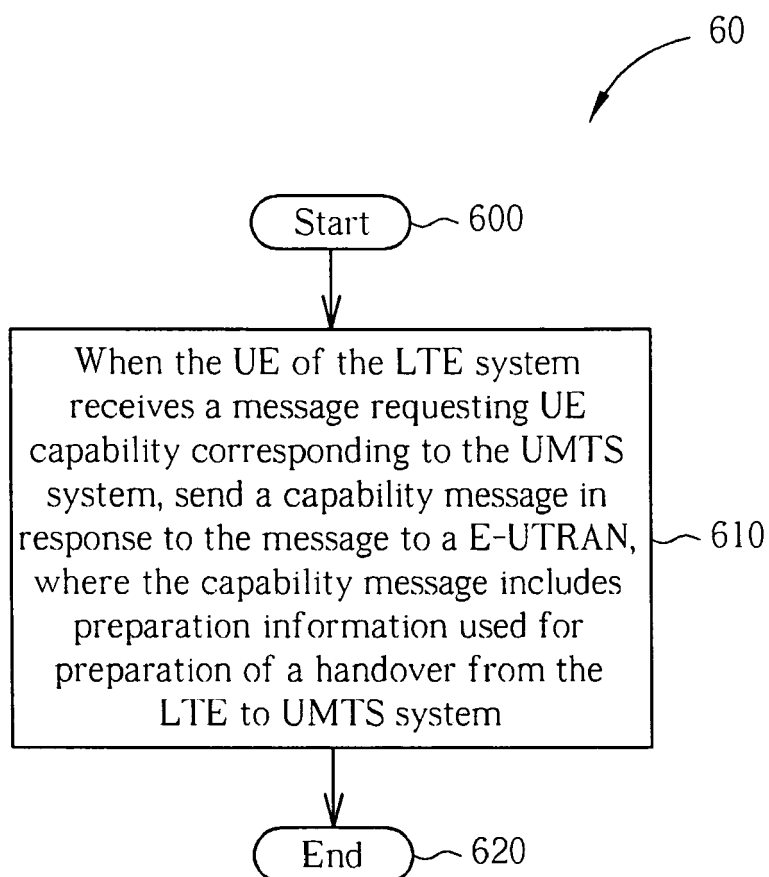 60
Start
600
When the UE of the LTE system
receives a message requesting UE
capability corresponding to the UMTS
system, send a capability message in
response to the message to a E-UTRAN,
where the capability message includes
preparation information used for
preparation of a handover from the
LTE to UMTS system
610
End
620